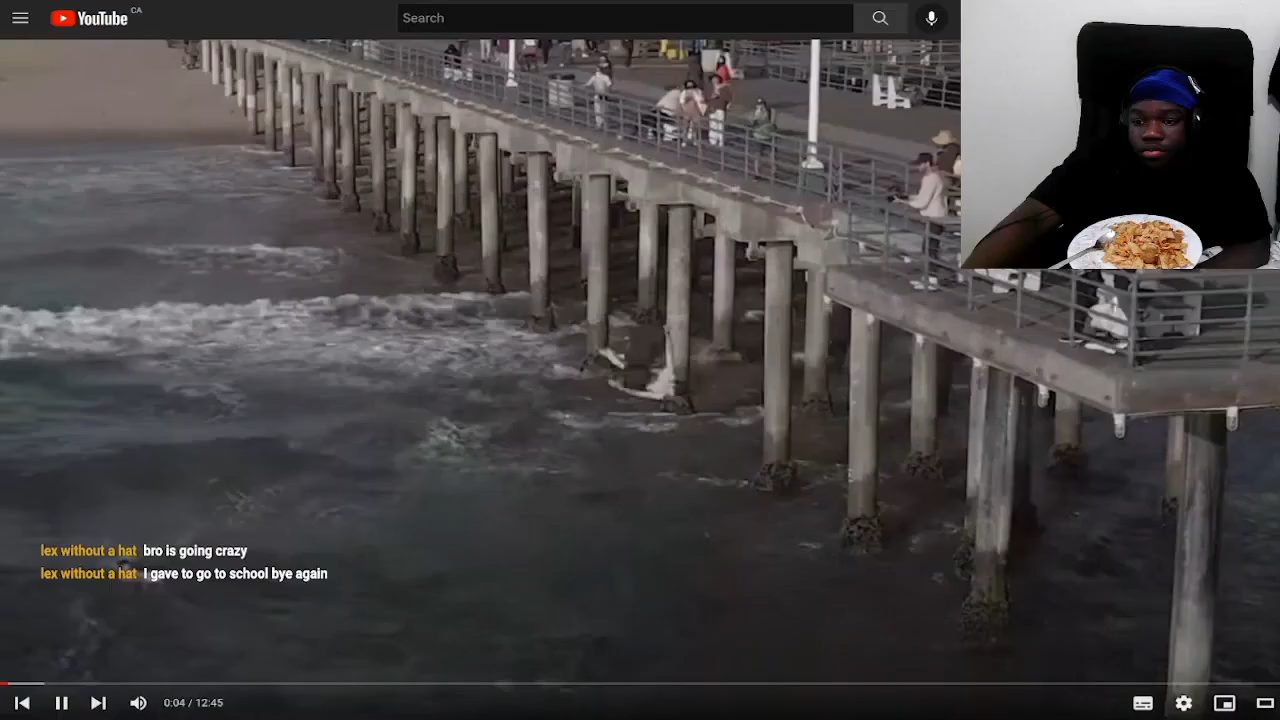 YouTube CA
Search
lex without a hat bro is going crazy
lex without a hat I gave to go to school bye again
0:04 / 12:45